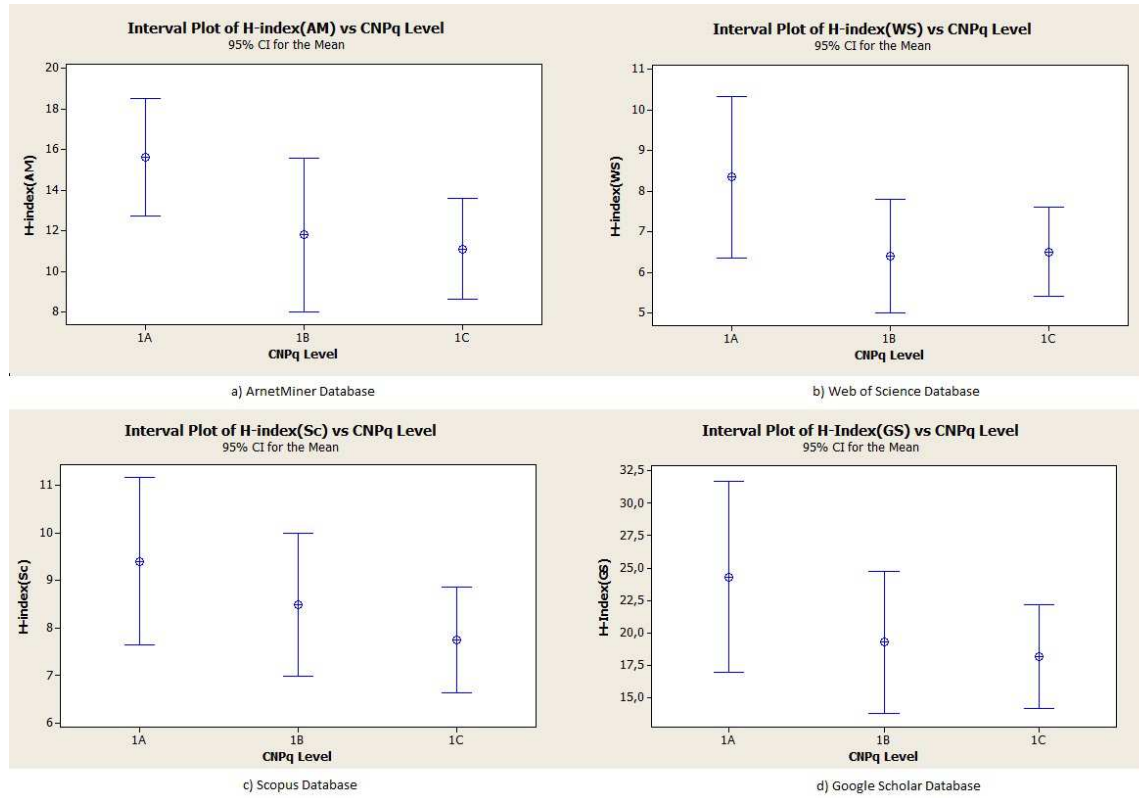 Interval Plot of H-index(AM) vs CNPq Level
95% CI for the Mean
20
18
16
14
12
10
8
H-index(AM)
1A 1B 1C
CNPq Level
a) ArnetMiner Database
Interval Plot of H-index(WS) vs CNPq Level
95% CI for the Mean
11
10
9
8
7
6
5
H-index(WS)
1A 1B 1C
CNPq Level
b) Web of Science Database
Interval Plot of H-index(Sc) vs CNPq Level
95% CI for the Mean
11
10
9
8
7
6
H-index(Sc)
1A 1B 1C
CNPq Level
c) Scopus Database
Interval Plot of H-Index(GS) vs CNPq Level
95% CI for the Mean
32,5
30,0
27,5
25,0
22,5
20,0
17,5
15,0
H-Index(GS)
1A 1B 1C
CNPq Level
d) Google Scholar Database